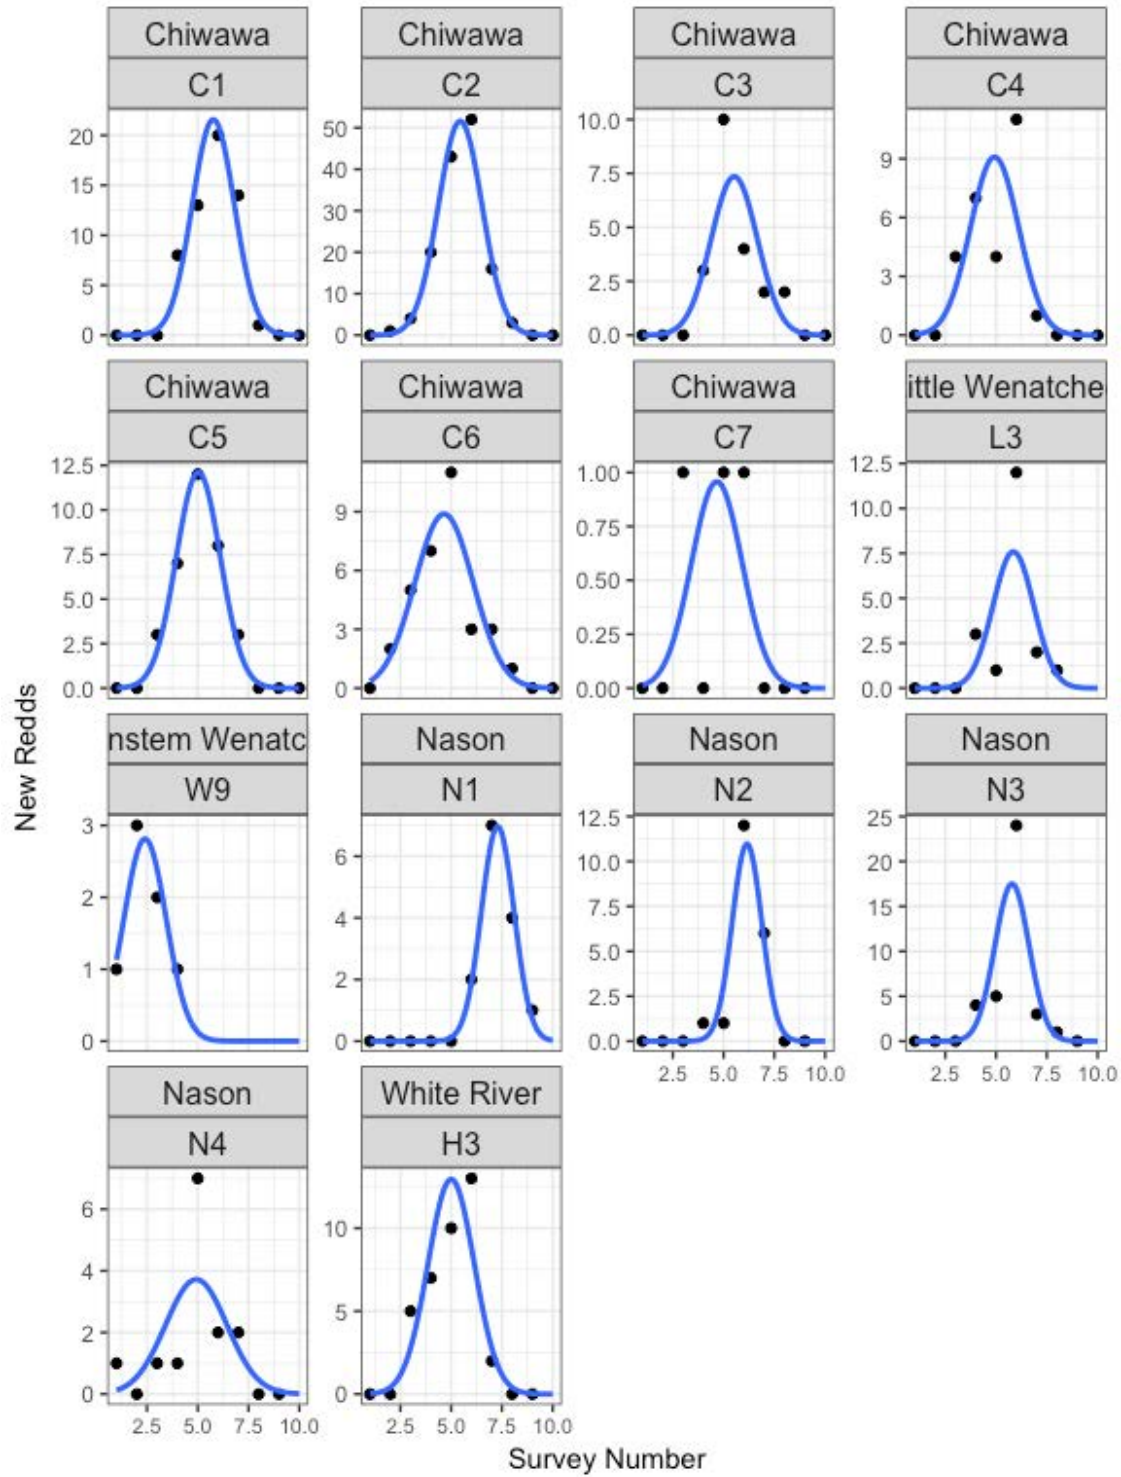 Chiwawa Chiwawa Chiwawa Chiwawa
C1 C2 C3 C4
20 15 10 5 0
50 40 30 20 10 0
10.0 7.5 5.0 2.5 0.0
9 6 3 0
Chiwawa Chiwawa Chiwawa ittle Wenatche
C5 C6 C7 L3
12.5 10.0 7.5 5.0 2.5 0.0
9 6 3 0
1.00 0.75 0.50 0.25 0.00
12.5 10.0 7.5 5.0 2.5 0.0
New Redds
nstem Wenatc Nason Nason Nason
W9 N1 N2 N3
3 2 1 0
6 4 2 0
12.5 10.0 7.5 5.0 2.5 0.0
25 20 15 10 5 0
2.5 5.0 7.5 10.0 2.5 5.0 7.5 10.0
Nason White River
N4 H3
6 4 2 0
10 5 0
2.5 5.0 7.5 10.0 2.5 5.0 7.5 10.0
Survey Number